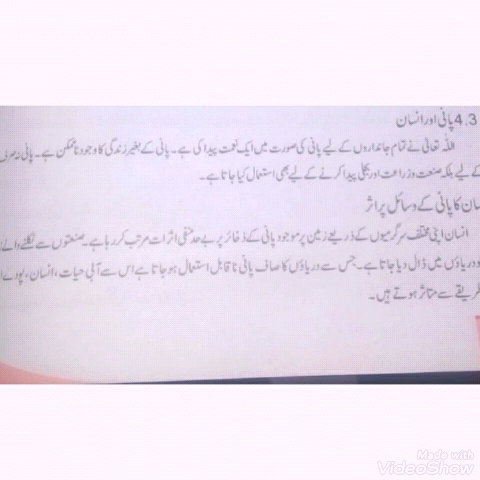 4.3 پانی اور انسان
اللہ تعالیٰ نے تمام جانداروں کے لیے پانی کی صورت میں ایک نعمت پیدا کی ہے۔ پانی کے بغیر زندگی کا وجود ناممکن ہے۔ پانی نہ صرف
کے لیے بلکہ صنعت و زراعت اور بجلی پیدا کرنے کے لیے بھی استعمال کیا جاتا ہے۔
سان کا پانی کے وسائل پر اثر
انسان اپنی مختلف سرگرمیوں کے ذریعے زمین پر موجود پانی کے ذخائر پر بے حد منفی اثرات مرتب کر رہا ہے۔ صنعتوں سے نکلنے والے
دریاؤں میں ڈال دیا جاتا ہے۔ جس سے دریاؤں کا صاف پانی ناقابل استعمال ہو جاتا ہے اس سے آبی حیات، انسان، پودے
طریقے سے متاثر ہوتے ہیں۔
Made with
VideoShow